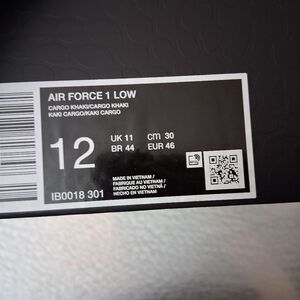 AIR FORCE 1 LOW
CARGO KHAKI/CARGO KHAKI
KAKI CARGO/KAKI CARGO
12
UK 11 CM 30
BR 44 EUR 46
MADE IN VIETNAM /
FABRIQUE AU VIETNAM /
FABRICADO NO VIETNÃ /
HECHO EN VIETNAM
IB0018 301